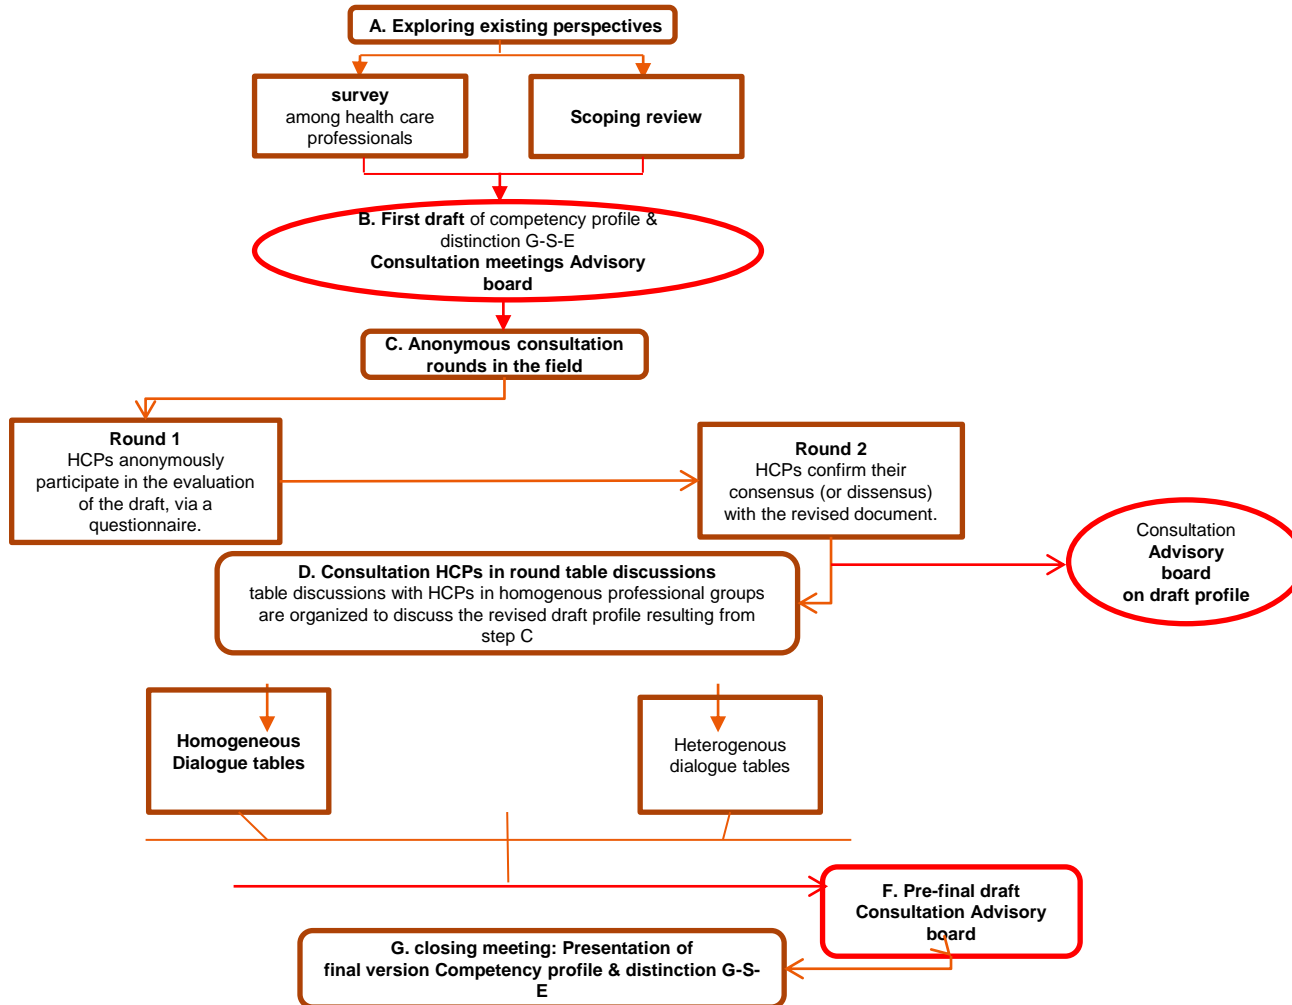 A. Exploring existing perspectives
survey
among health care
professionals
Scoping review
B. First draft of competency profile &
distinction G-S-E
Consultation meetings Advisory
board
C. Anonymous consultation
rounds in the field
Round 1
HCPs anonymously
participate in the evaluation
of the draft, via a
questionnaire.
Round 2
HCPs confirm their
consensus (or dissensus)
with the revised document.
Consultation
Advisory
board
on draft profile
D. Consultation HCPs in round table discussions
table discussions with HCPs in homogenous professional groups
are organized to discuss the revised draft profile resulting from
step C
Homogeneous
Dialogue tables
Heterogenous
dialogue tables
F. Pre-final draft
Consultation Advisory
board
G. closing meeting: Presentation of
final version Competency profile & distinction G-S-
E